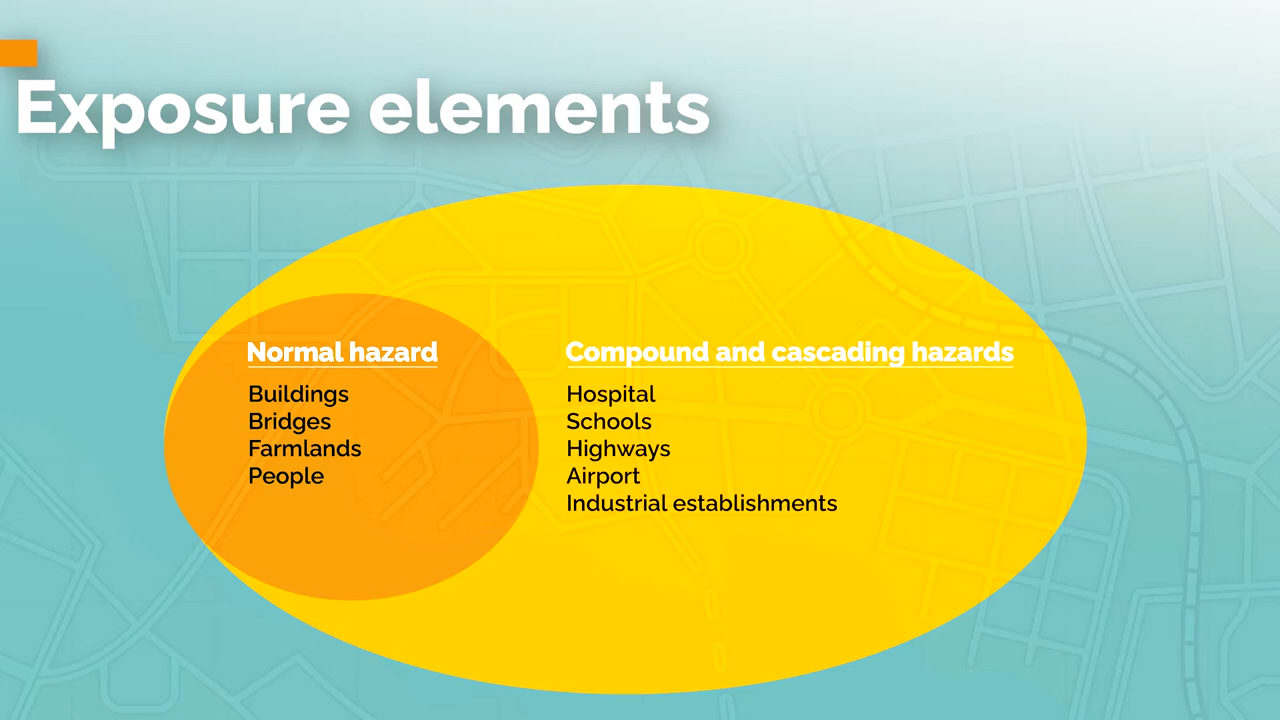 Exposure elements
Normal hazard
Buildings
Bridges
Farmlands
People
Compound and cascading hazards
Hospital
Schools
Highways
Airport
Industrial establishments